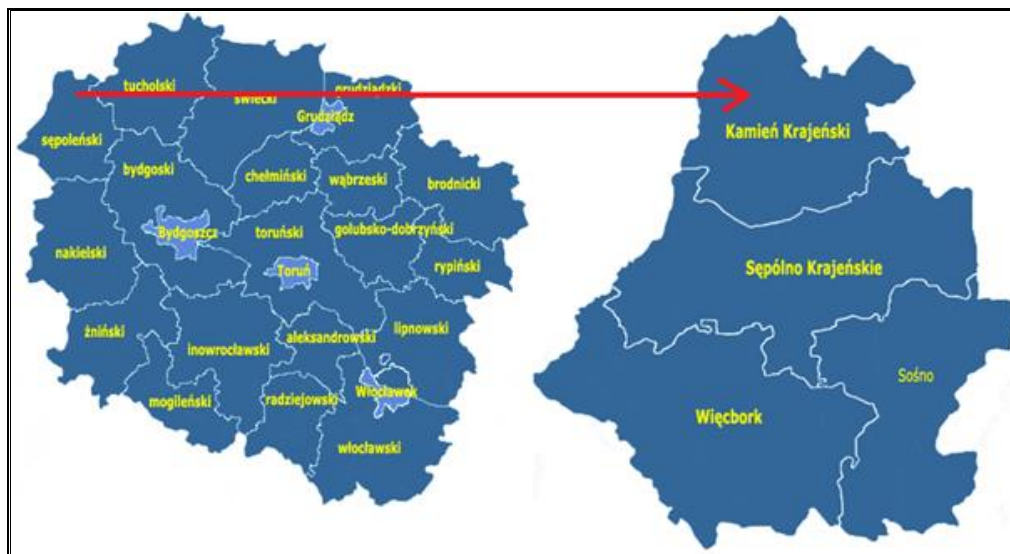 tucholski
świecki
grudziądzki
Grudziądz
sępoleński
bydgoski
chełmiński
wąbrzeski
brodnicki
Bydgoszcz
toruński
golubsko-dobrzyński
nakielski
Toruń
rypiński
żniński
inowrocławski
aleksandrowski
lipnowski
mogileński
radziejowski
Włocławek
włocławski
Kamień Krajeński
Sępólno Krajeńskie
Sośno
Więcbork